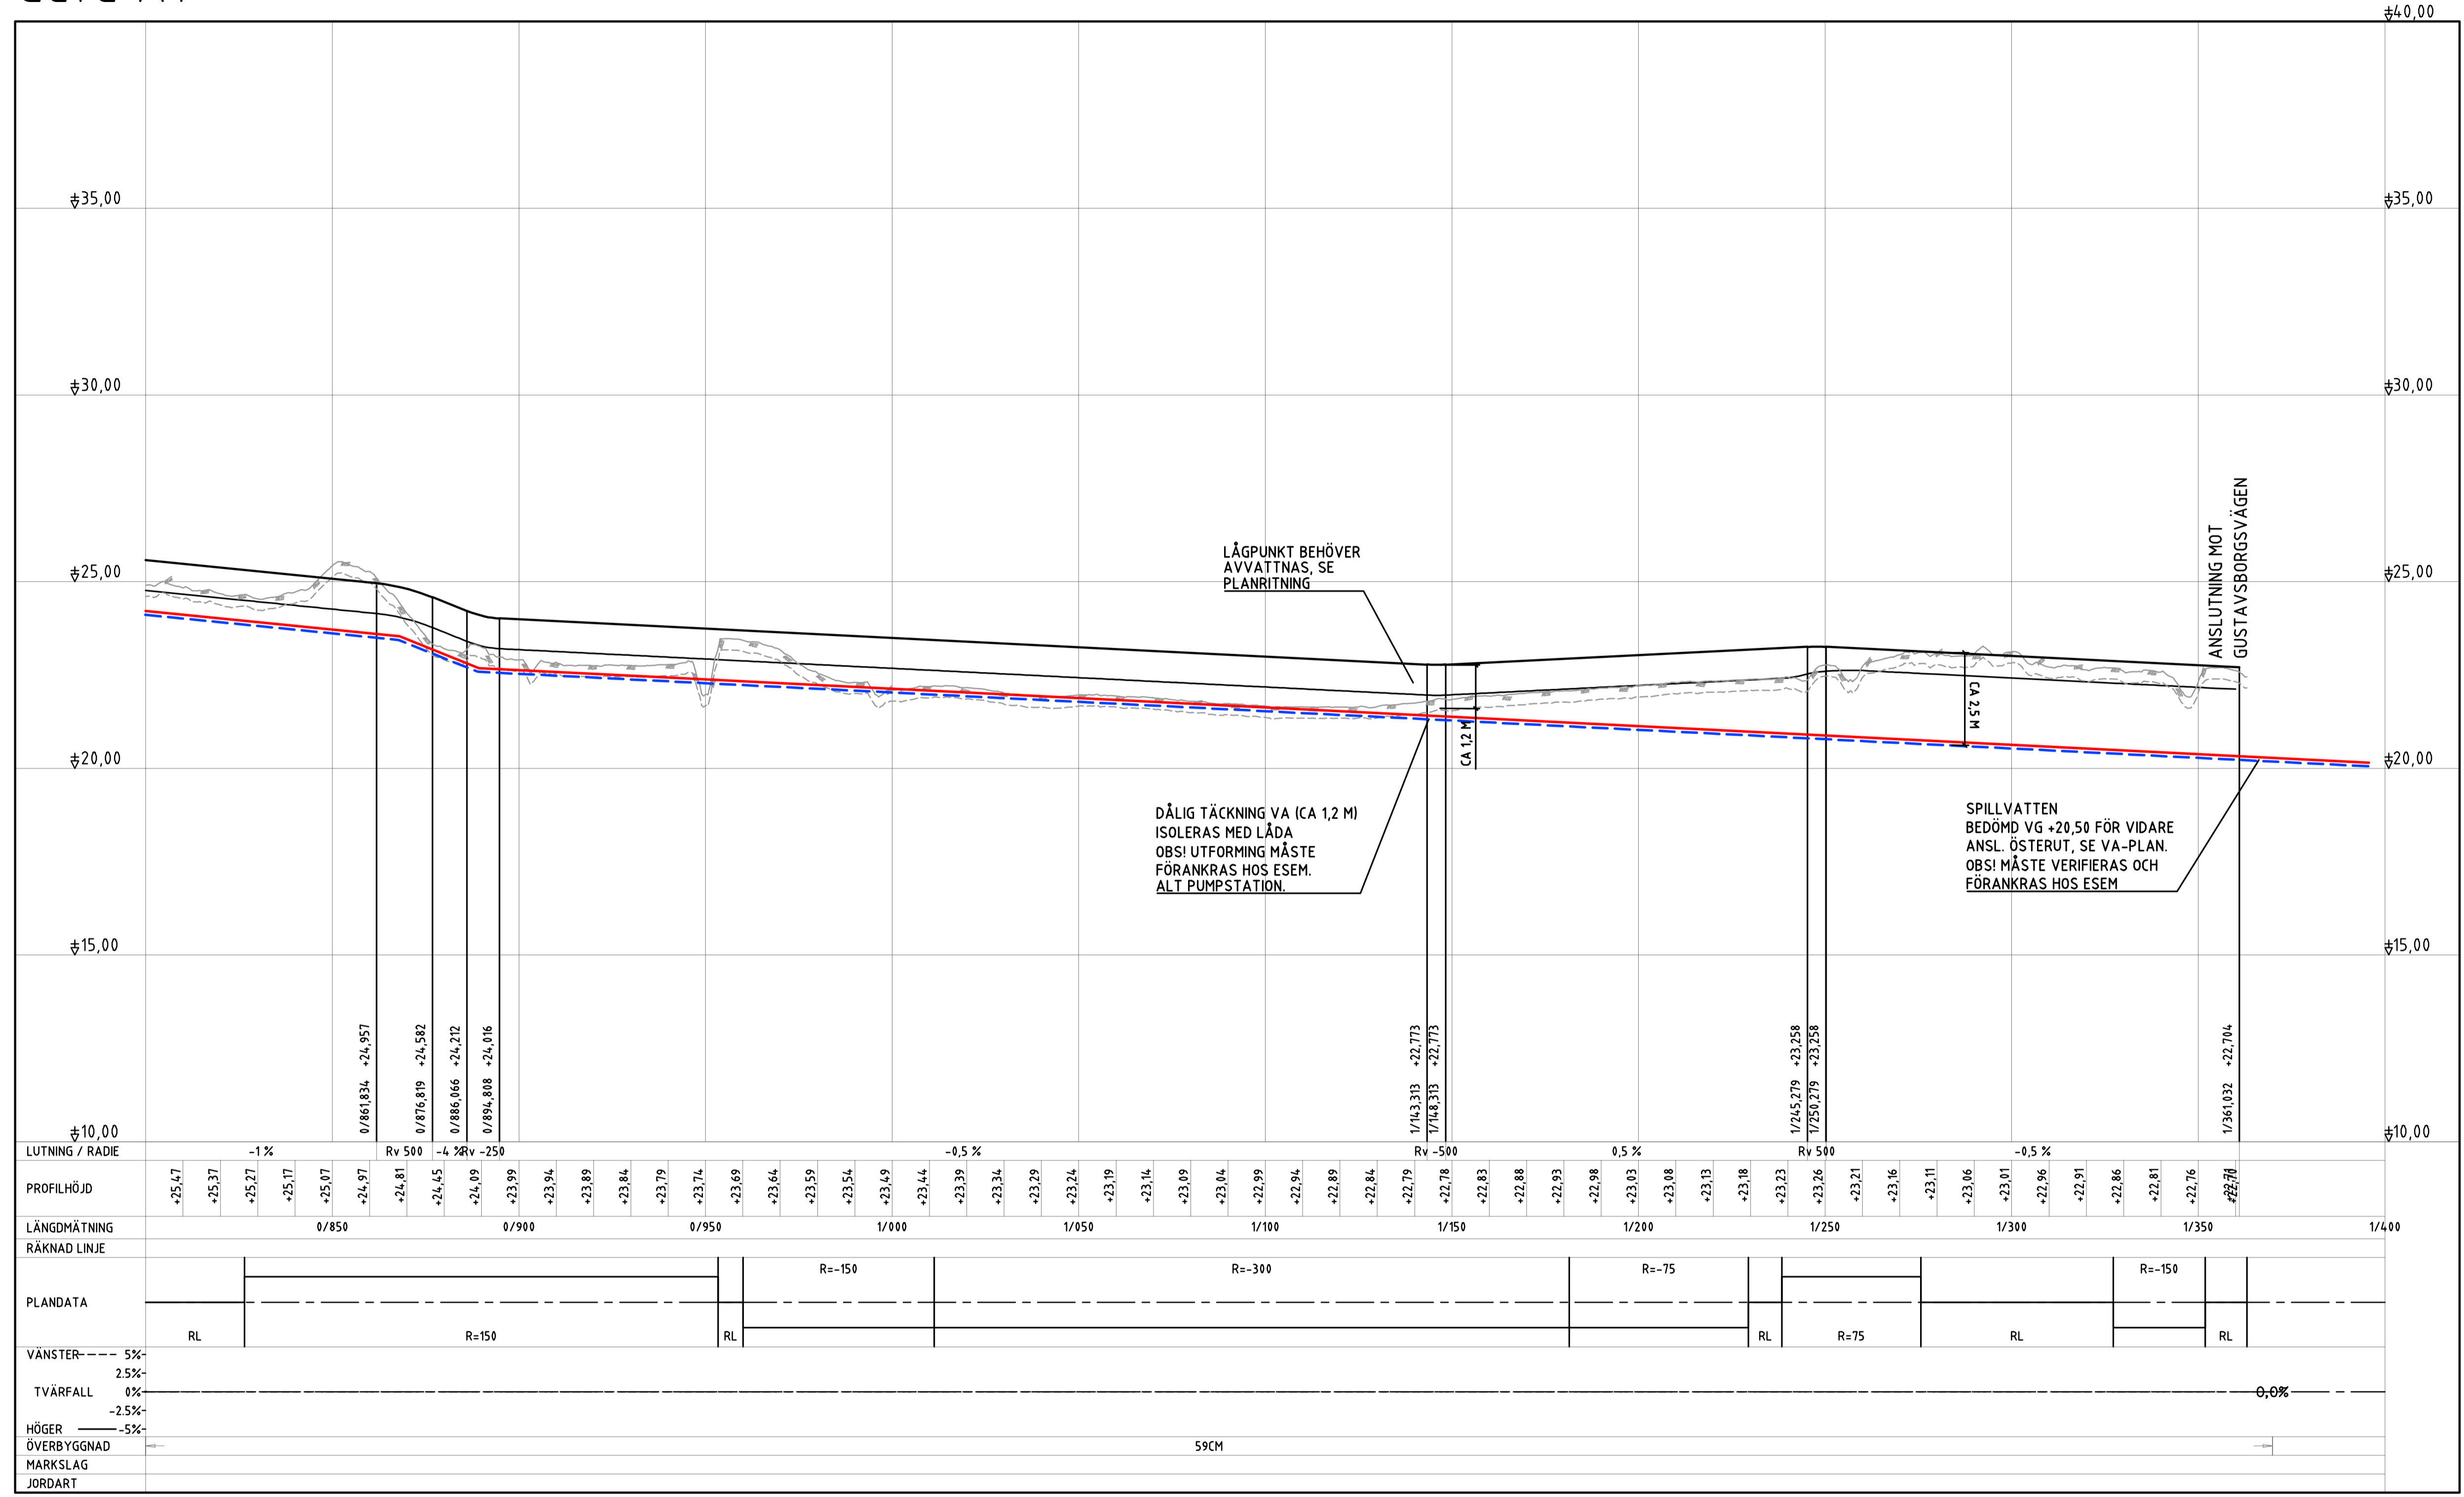 ±40,00
±35,00
±35,00
±30,00
±30,00
±25,00
±25,00
±20,00
±20,00
±15,00
±15,00
±10,00
±10,00
LÅGPUNKT BEHÖVER
AVVATTNAS, SE
PLANRITNING
ANSLUTNING MOT
GUSTAVSBORGSVÄGEN
CA 1,2 M
CA 2,5 M
DÅLIG TÄCKNING VA (CA 1,2 M)
ISOLERAS MED LÅDA
OBS! UTFORMING MÅSTE
FÖRANKRAS HOS ESEM.
ALT PUMPSTATION.
SPILLVATTEN
BEDÖMD VG +20,50 FÖR VIDARE
ANSL. ÖSTERUT, SE VA-PLAN.
OBS! MÅSTE VERIFIERAS OCH
FÖRANKRAS HOS ESEM
0/861,834 +24,957
0/876,819 +24,582
0/886,066 +24,212
0/894,808 +24,016
1/143,313 +22,773
1/148,313 +22,773
1/245,279 +23,258
1/250,279 +23,258
1/361,032 +22,704
LUTNING / RADIE -1 % Rv 500 -4 % Rv -250 -0,5 % Rv -500 0,5 % Rv 500 -0,5 %
PROFILHÖJD +25,47 +25,37 +25,27 +25,17 +25,07 +24,97 +24,81 +24,45 +24,09 +23,99 +23,94 +23,89 +23,84 +23,79 +23,74 +23,69 +23,64 +23,59 +23,54 +23,49 +23,44 +23,39 +23,34 +23,29 +23,24 +23,19 +23,14 +23,09 +23,04 +22,99 +22,94 +22,89 +22,84 +22,79 +22,78 +22,83 +22,88 +22,93 +22,98 +23,03 +23,08 +23,13 +23,18 +23,23 +23,26 +23,21 +23,16 +23,11 +23,06 +23,01 +22,96 +22,91 +22,86 +22,81 +22,76 +22,70
LÄNGDMÄTNING 0/850 0/900 0/950 1/000 1/050 1/100 1/150 1/200 1/250 1/300 1/350 1/400
RÄKNAD LINJE
R=-150 R=-300 R=-75 R=-150
PLANDATA
RL R=150 RL RL R=75 RL RL
VÄNSTER 5%
2.5%
TVÄRFALL 0% 0,0%
-2.5%
HÖGER -5%
ÖVERBYGGNAD 59CM
MARKSLAG
JORDART